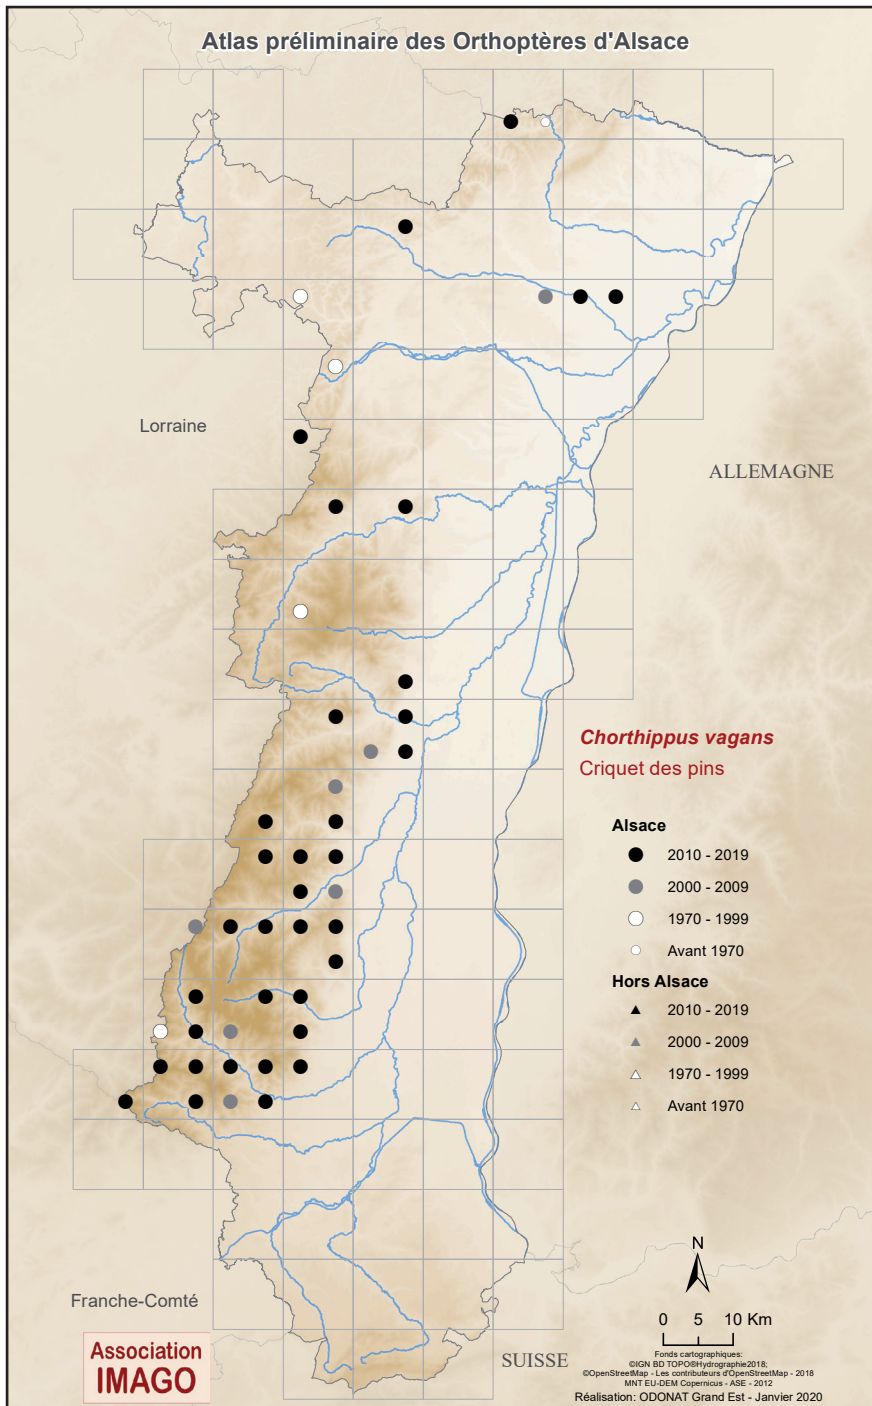 Atlas préliminaire des Orthoptères d'Alsace
Lorraine
ALLEMAGNE
Chorthippus vagans
Criquet des pins
Alsace
2010 - 2019
2000 - 2009
1970 - 1999
Avant 1970
Hors Alsace
2010 - 2019
2000 - 2009
1970 - 1999
Avant 1970
N
0 5 10 Km
Franche-Comté
SUISSE
Association
IMAGO
Fonds cartographiques:
©IGN BD TOPO®Hydrographie2018;
©OpenStreetMap - Les contributeurs d'OpenStreetMap - 2018
MNT EU-DEM Copernicus - ASE - 2012
Réalisation: ODONAT Grand Est - Janvier 2020